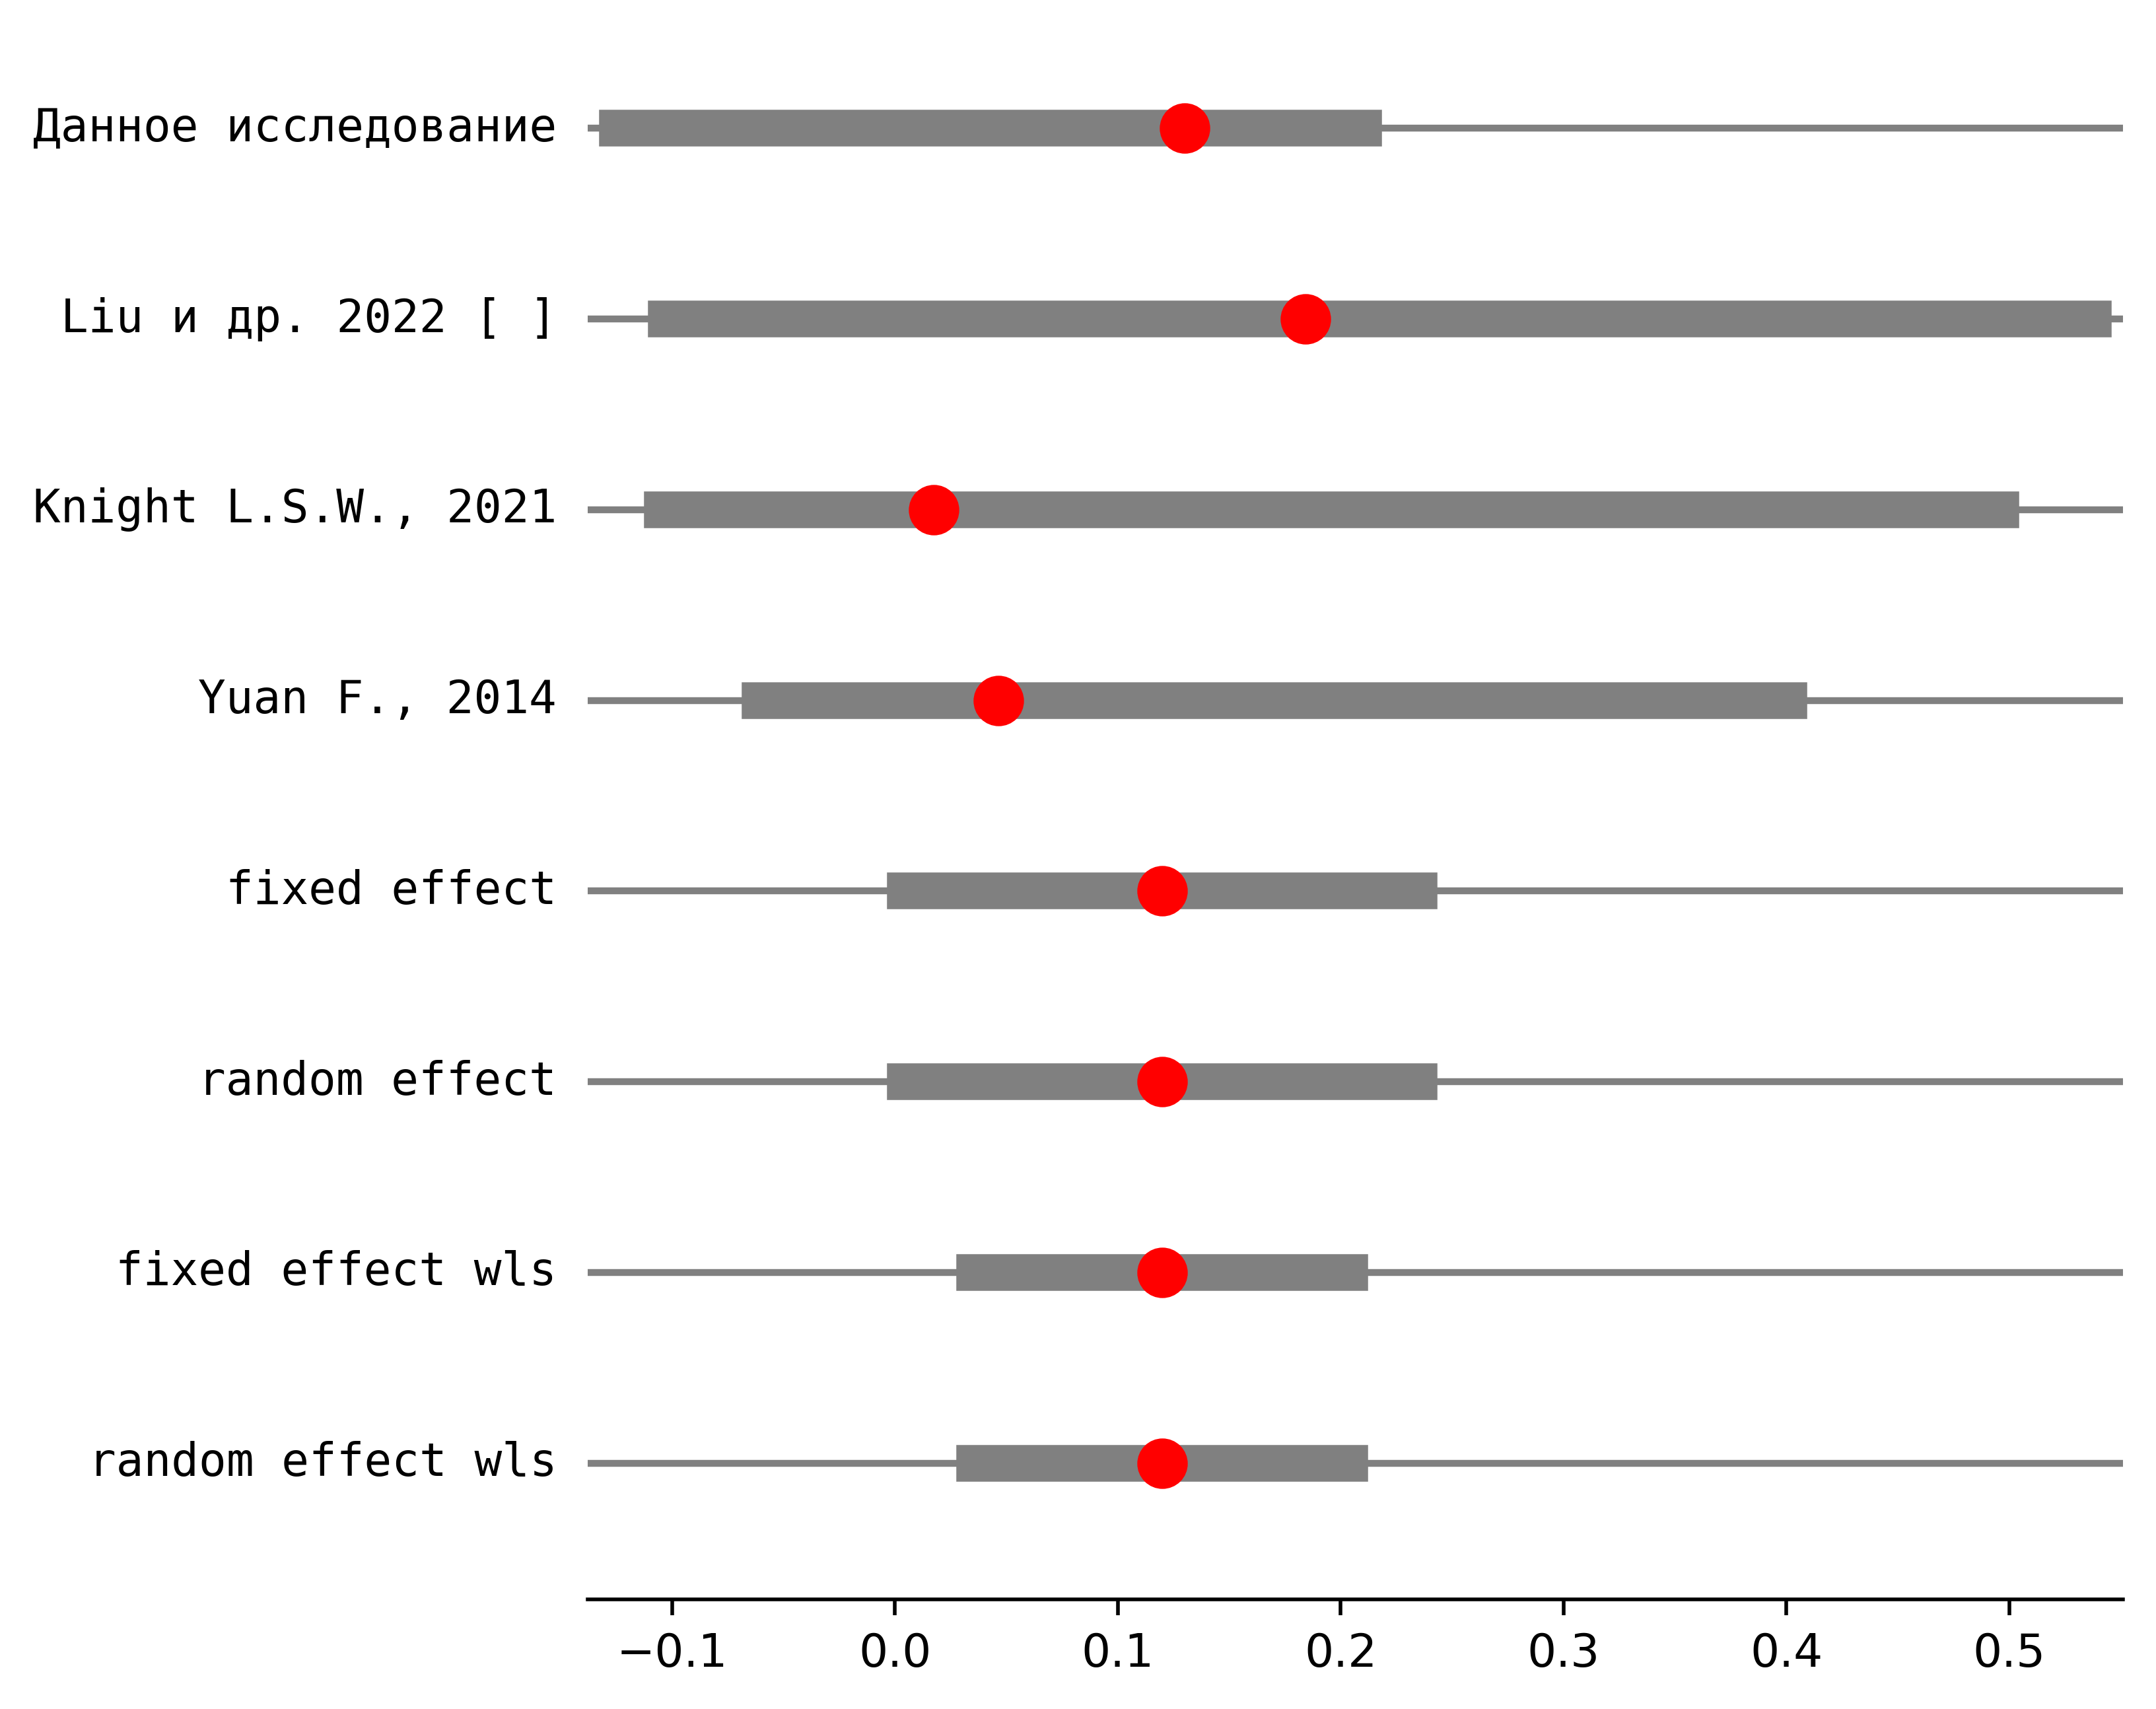 Данное исследование
Liu и др. 2022 [ ]
Knight L.S.W., 2021
Yuan F., 2014
fixed effect
random effect
fixed effect wls
random effect wls
−0.1 0.0 0.1 0.2 0.3 0.4 0.5